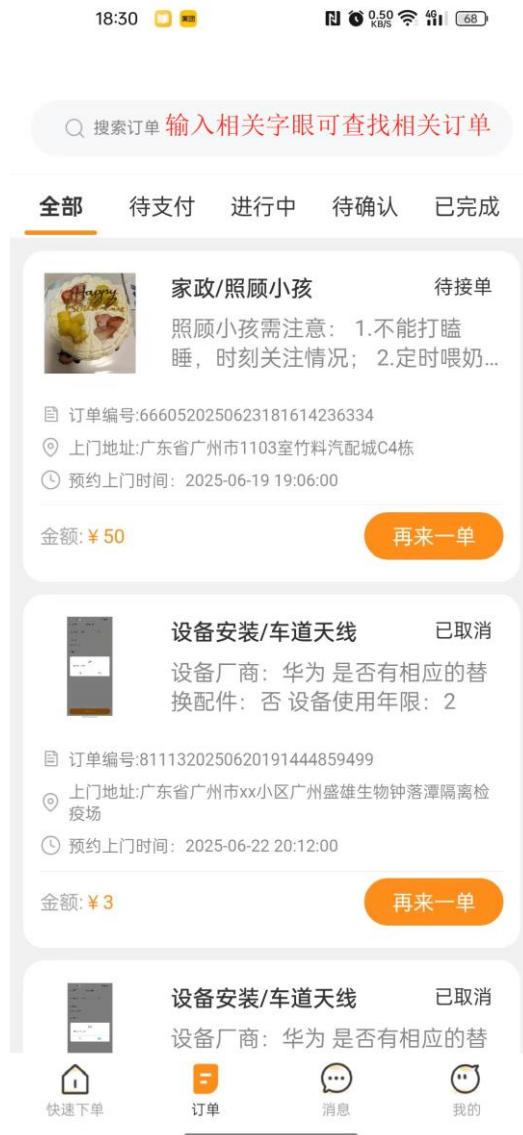 18:30 美团 0.50 KB/S 4G 68
搜索订单 输入相关字眼可查找相关订单
全部 待支付 进行中 待确认 已完成
家政/照顾小孩 待接单
照顾小孩需注意： 1.不能打瞌
睡，时刻关注情况； 2.定时喂奶...
订单编号:66605202506231816142363​34
上门地址:广东省广州市1103室竹料汽配城C4栋
预约上门时间：2025-06-19 19:06:00
金额:￥50 再来一单
设备安装/车道天线 已取消
设备厂商：华为 是否有相应的替
换配件：否 设备使用年限：2
订单编号:81113202506201914448594​99
上门地址:广东省广州市xx小区广州盛雄生物钟落潭隔离检
疫场
预约上门时间：2025-06-22 20:12:00
金额:￥3 再来一单
设备安装/车道天线 已取消
设备厂商：华为 是否有相应的替
快速下单 订单 消息 我的